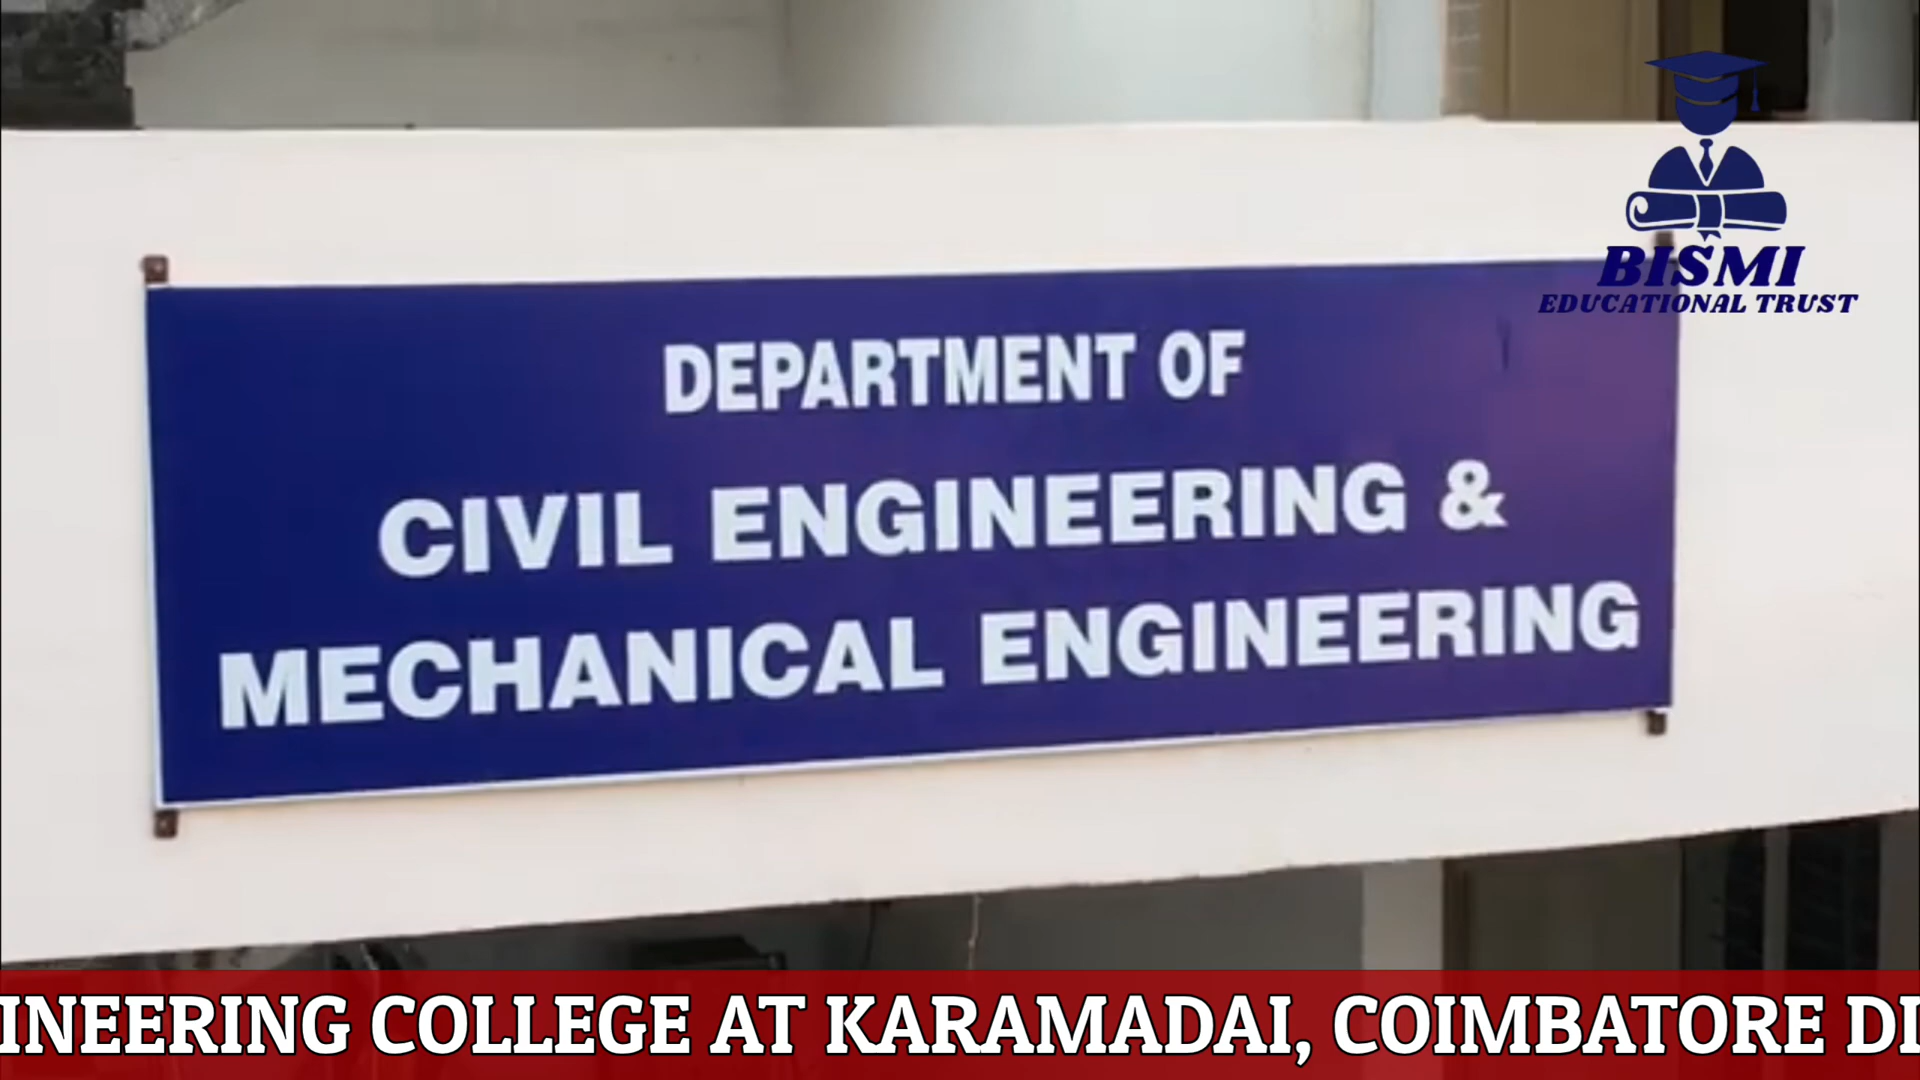 BISMI
EDUCATIONAL TRUST
DEPARTMENT OF
CIVIL ENGINEERING &
MECHANICAL ENGINEERING
INEERING COLLEGE AT KARAMADAI, COIMBATORE DI